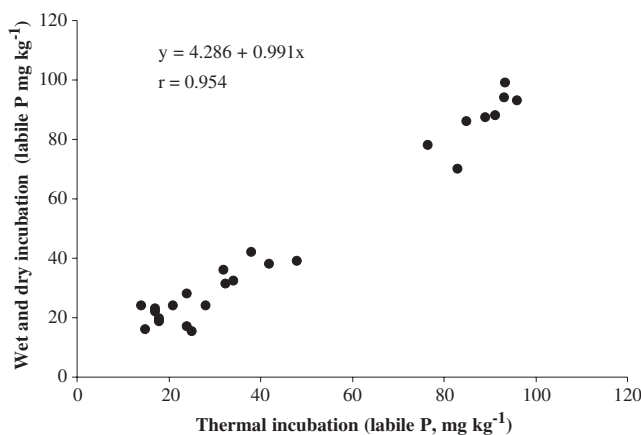 120
100
80
60
40
20
0
Wet and dry incubation (labile P mg kg⁻¹)
y = 4.286 + 0.991x
r = 0.954
0 20 40 60 80 100 120
Thermal incubation (labile P, mg kg⁻¹)